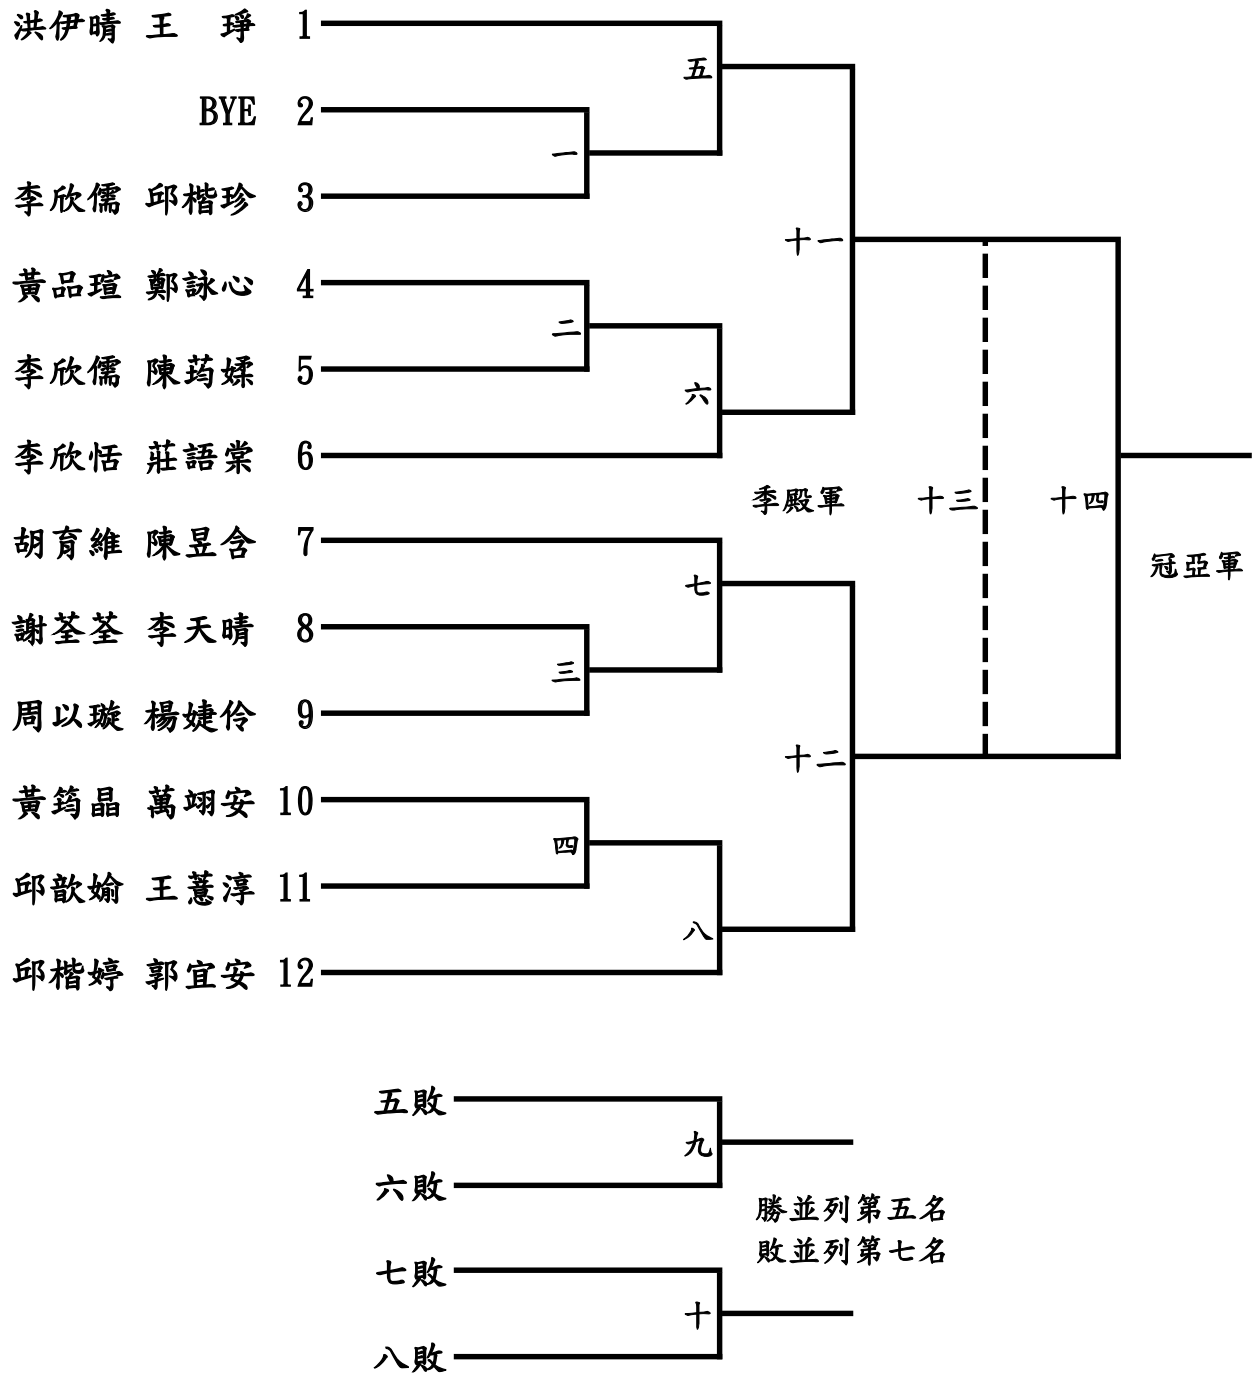 洪伊晴 王　琤 1
五
BYE 2
一
李欣儒 邱楷珍 3
十一
黃品瑄 鄭詠心 4
二
李欣儒 陳荺媃 5
六
李欣恬 莊語棠 6
季殿軍 十三 十四
胡育維 陳昱含 7
冠亞軍
七
謝荃荃 李天晴 8
三
周以璇 楊婕伶 9
十二
黃筠晶 萬翊安 10
四
邱歆媮 王薏淳 11
八
邱楷婷 郭宜安 12
五敗
九
六敗
勝並列第五名
敗並列第七名
七敗
十
八敗